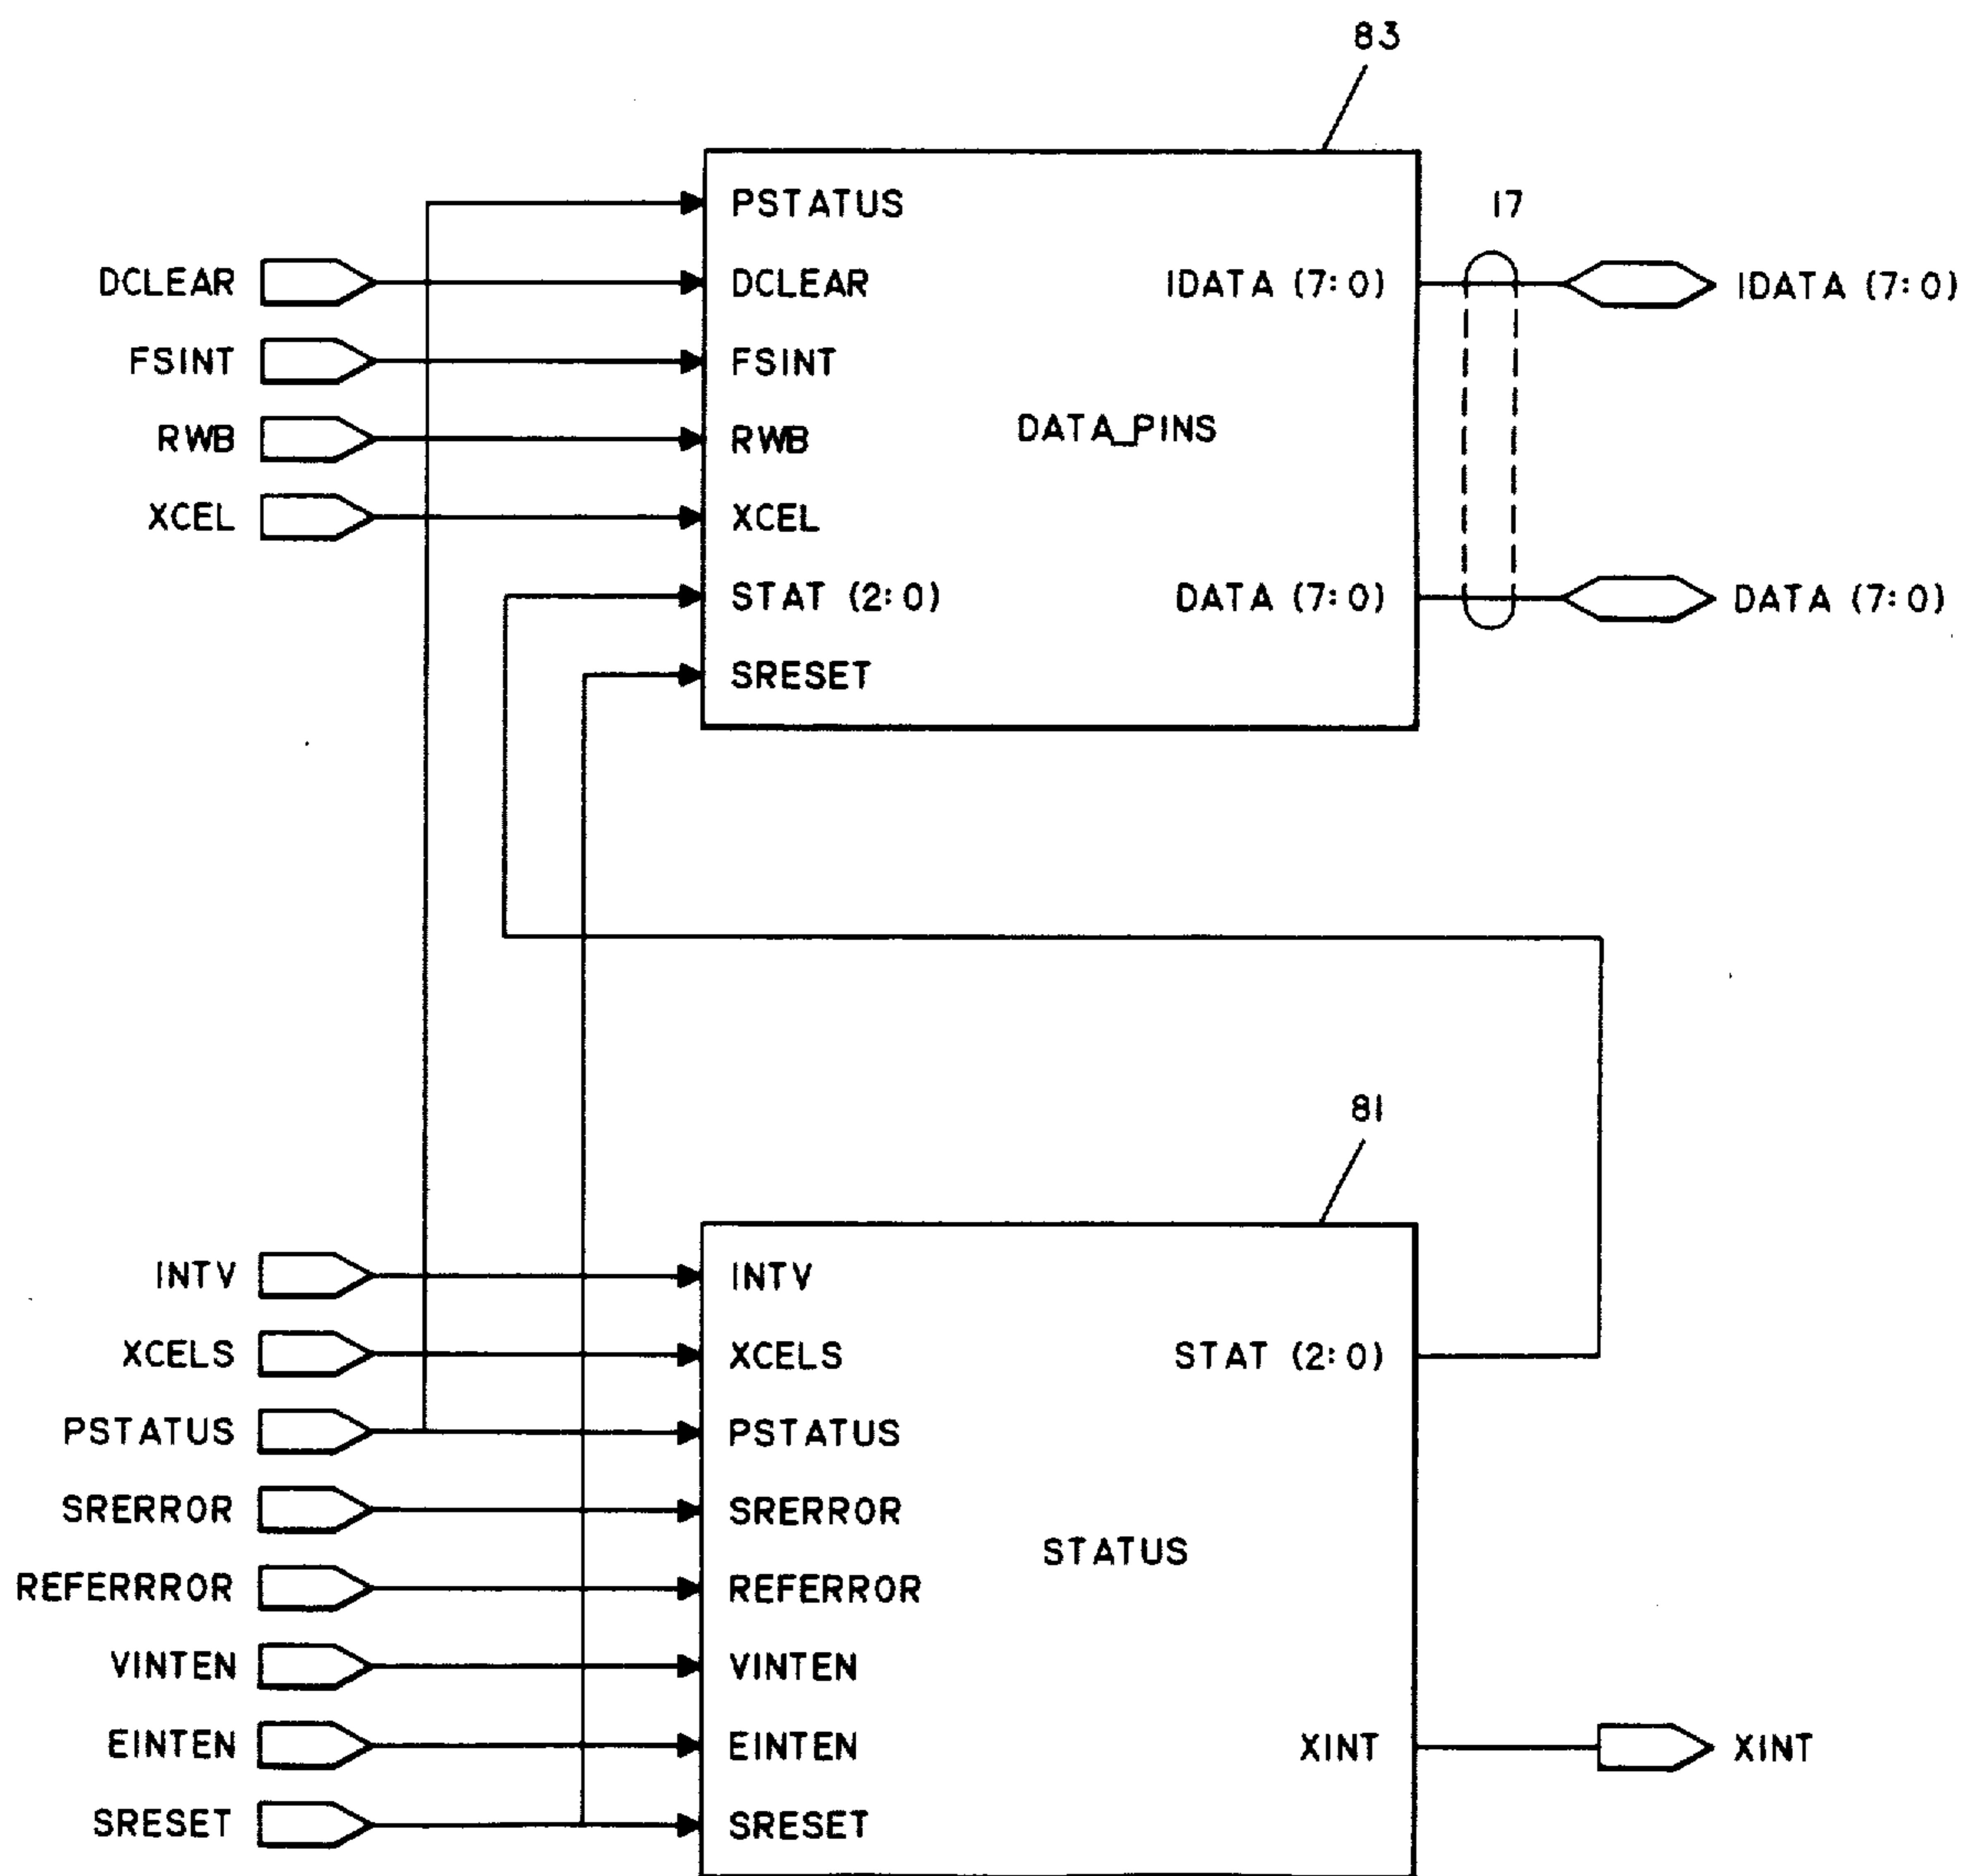 83
PSTATUS
17
DCLEAR DCLEAR IDATA (7:0) IDATA (7:0)
FSINT FSINT
RWB RWB DATA_PINS
XCEL XCEL
STAT (2:0) DATA (7:0) DATA (7:0)
SRESET
81
INTV INTV
XCELS XCELS STAT (2:0)
PSTATUS PSTATUS
SRERROR SRERROR
STATUS
REFERRROR REFERROR
VINTEN VINTEN
EINTEN EINTEN XINT XINT
SRESET SRESET